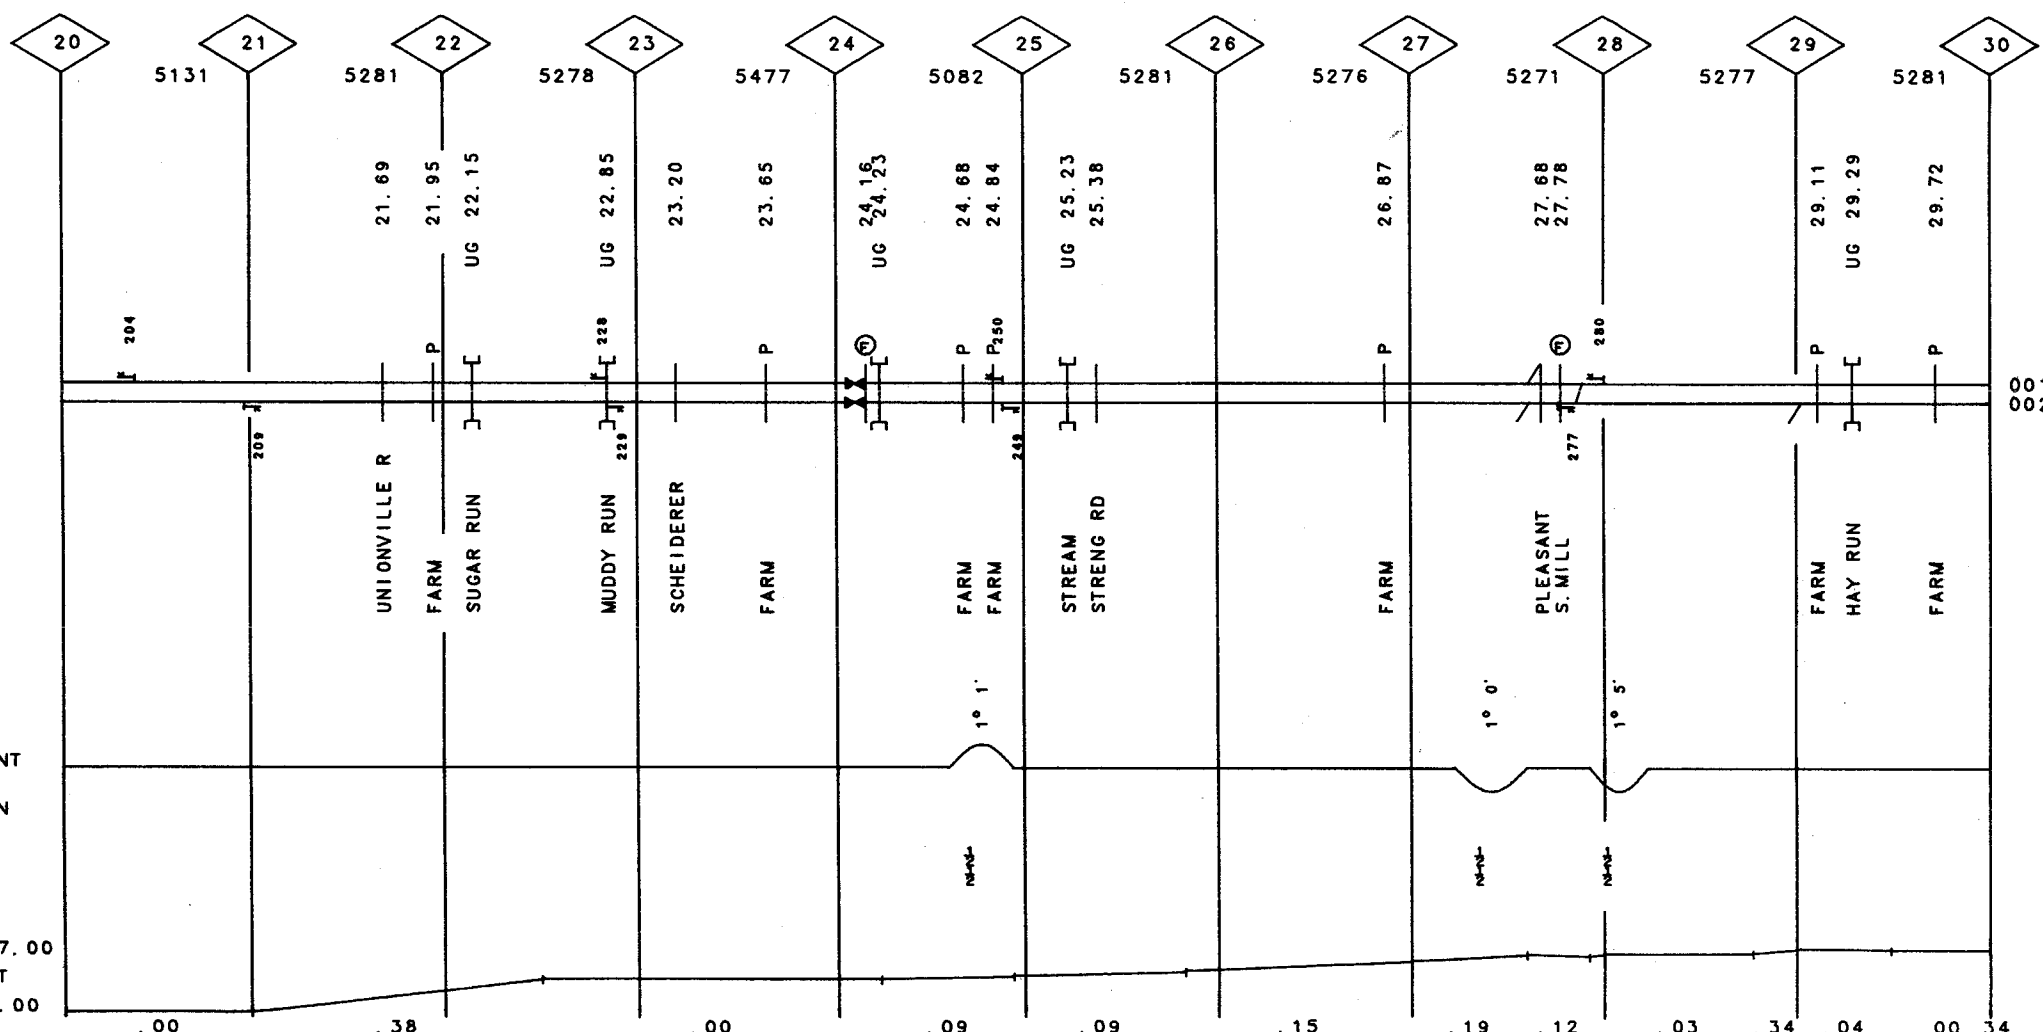 20 21 22 23 24 25 26 27 28 29 30
5131 5281 5278 5477 5082 5281 5276 5271 5277 5281
21.69
21.95
UG 22.15
UG 22.85
23.20
23.65
24.16
UG 24.23
24.68
24.84
UG 25.23
25.38
26.87
27.68
27.78
29.11
UG 29.29
29.72
204
228
250
280
P P P P P P P
E E
001
002
209
229
249
277
UNIONVILLE R
FARM
SUGAR RUN
MUDDY RUN
SCHEIDERER
FARM
FARM
FARM
STREAM
STRENG RD
FARM
PLEASANT
S.MILL
FARM
HAY RUN
FARM
1° 1'
1° 0'
1° 5'
NT
N
7.00
T
.00
.00 .38 .00 .09 .09 .15 .19 .12 .03 .34 .04 .00 .34